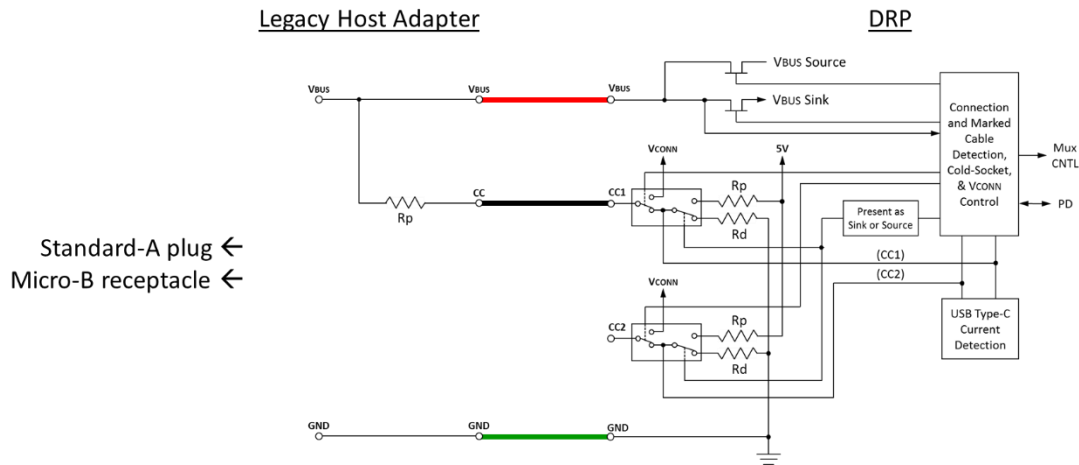 Legacy Host Adapter
DRP
VBUS Source
VBUS
VBUS
VBUS
VBUS Sink
Connection
and Marked
Cable
Detection,
Cold-Socket,
& VCONN
Control
Mux
CNTL
PD
VCONN
5V
CC
CC1
Rp
Rp
Rd
Present as
Sink or Source
Standard-A plug ←
Micro-B receptacle ←
(CC1)
(CC2)
VCONN
CC2
Rp
Rd
USB Type-C
Current
Detection
GND
GND
GND